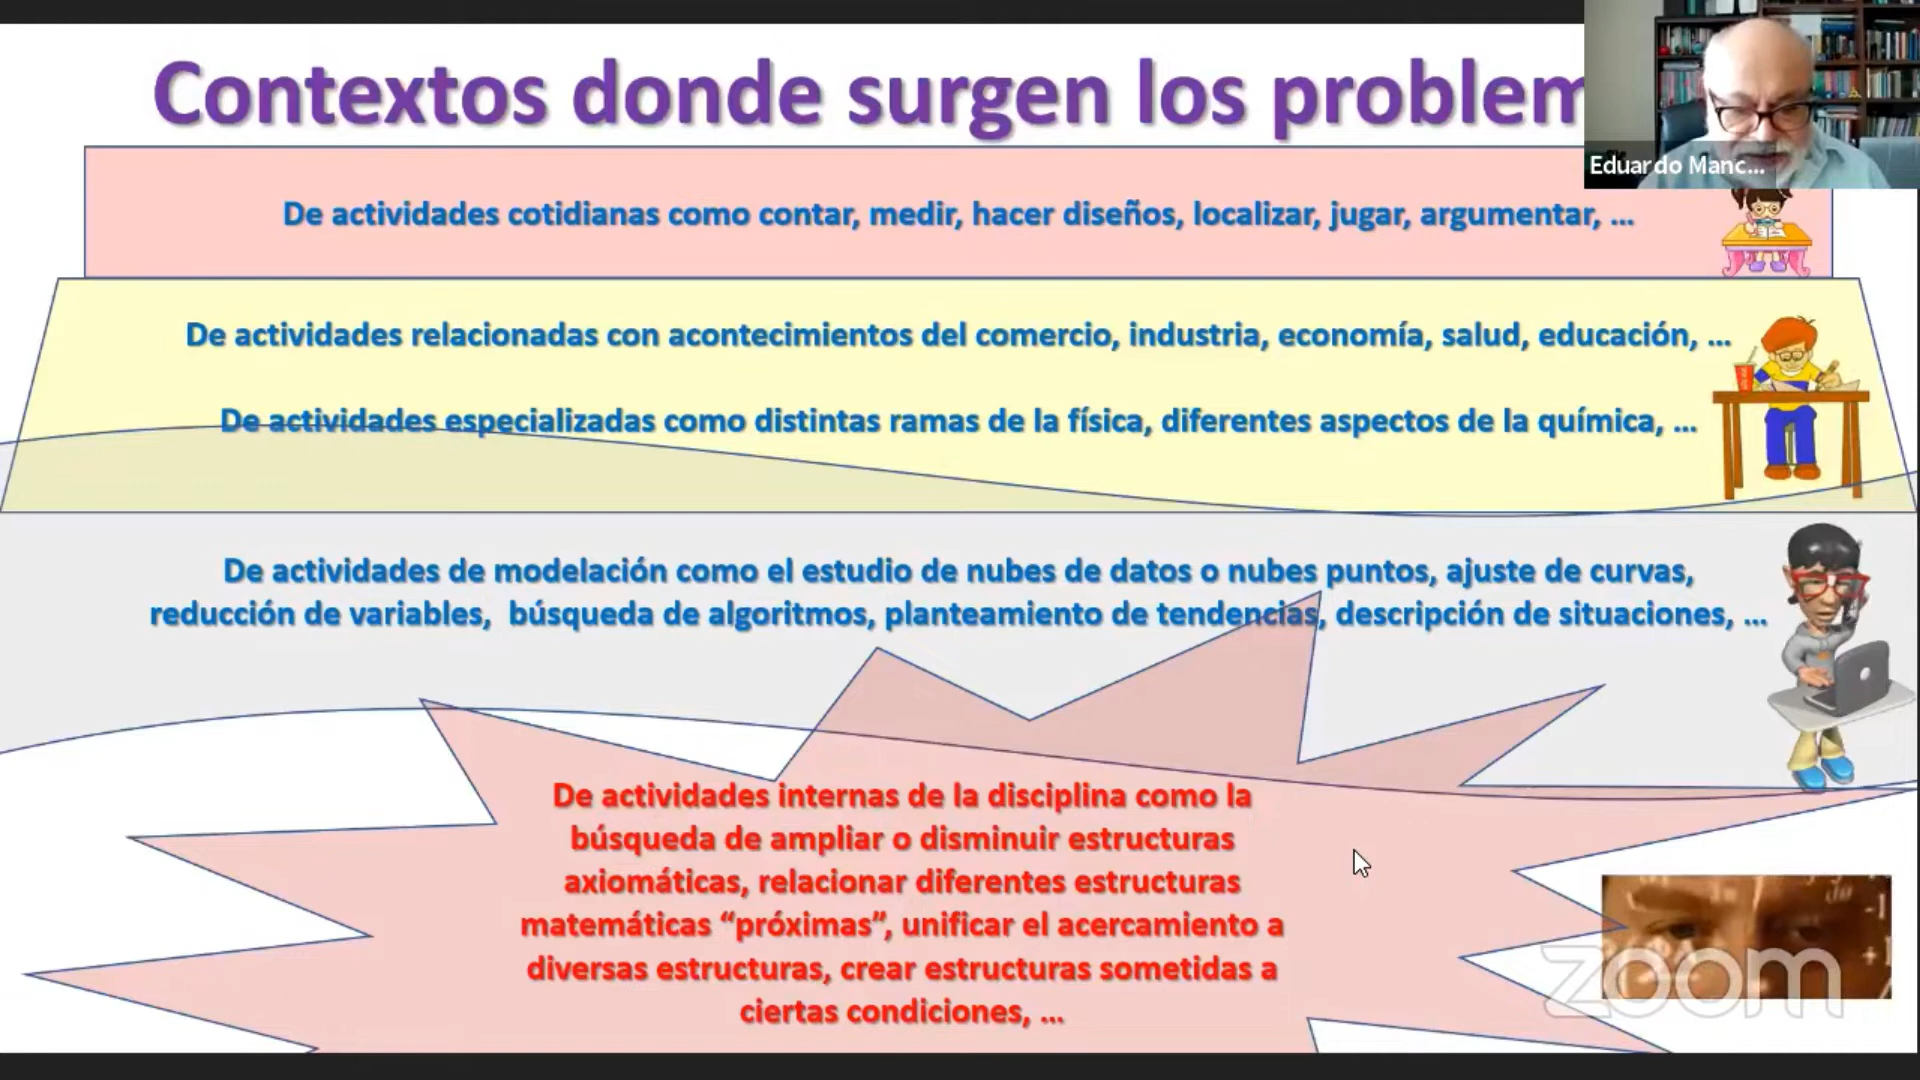 Contextos donde surgen los problem
Eduardo Manc...
De actividades cotidianas como contar, medir, hacer diseños, localizar, jugar, argumentar, ...
De actividades relacionadas con acontecimientos del comercio, industria, economía, salud, educación, ...
De actividades especializadas como distintas ramas de la física, diferentes aspectos de la química, ...
De actividades de modelación como el estudio de nubes de datos o nubes puntos, ajuste de curvas,
reducción de variables, búsqueda de algoritmos, planteamiento de tendencias, descripción de situaciones, ...
De actividades internas de la disciplina como la
búsqueda de ampliar o disminuir estructuras
axiomáticas, relacionar diferentes estructuras
matemáticas “próximas”, unificar el acercamiento a
diversas estructuras, crear estructuras sometidas a
ciertas condiciones, ...
zoom